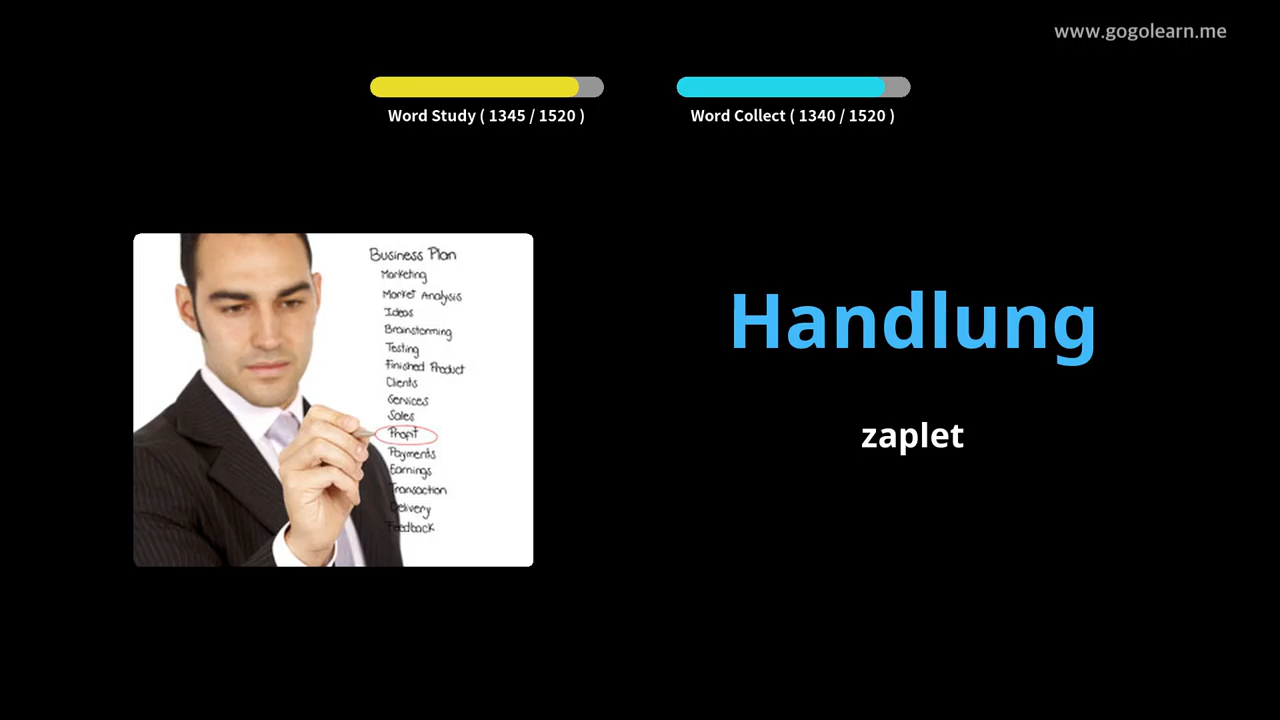 www.gogolearn.me
Word Study ( 1345 / 1520 )
Word Collect ( 1340 / 1520 )
Business Plan
Marketing
Market Analysis
Ideas
Brainstorming
Testing
Finished Product
Clients
Services
Sales
Profit
Payments
Earnings
Transaction
Delivery
Feedback
Handlung
zaplet